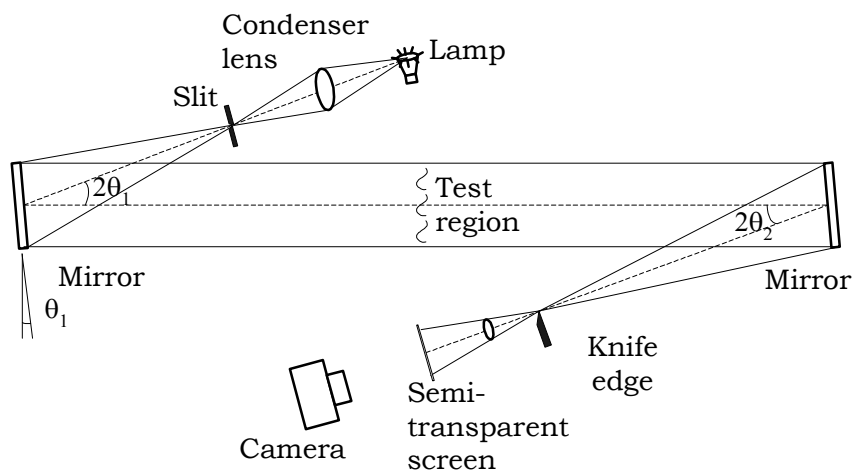 Condenser
lens
Lamp
Slit
2θ₁
Test
region
2θ₂
Mirror
Mirror
θ₁
Knife
edge
Semi-
transparent
screen
Camera